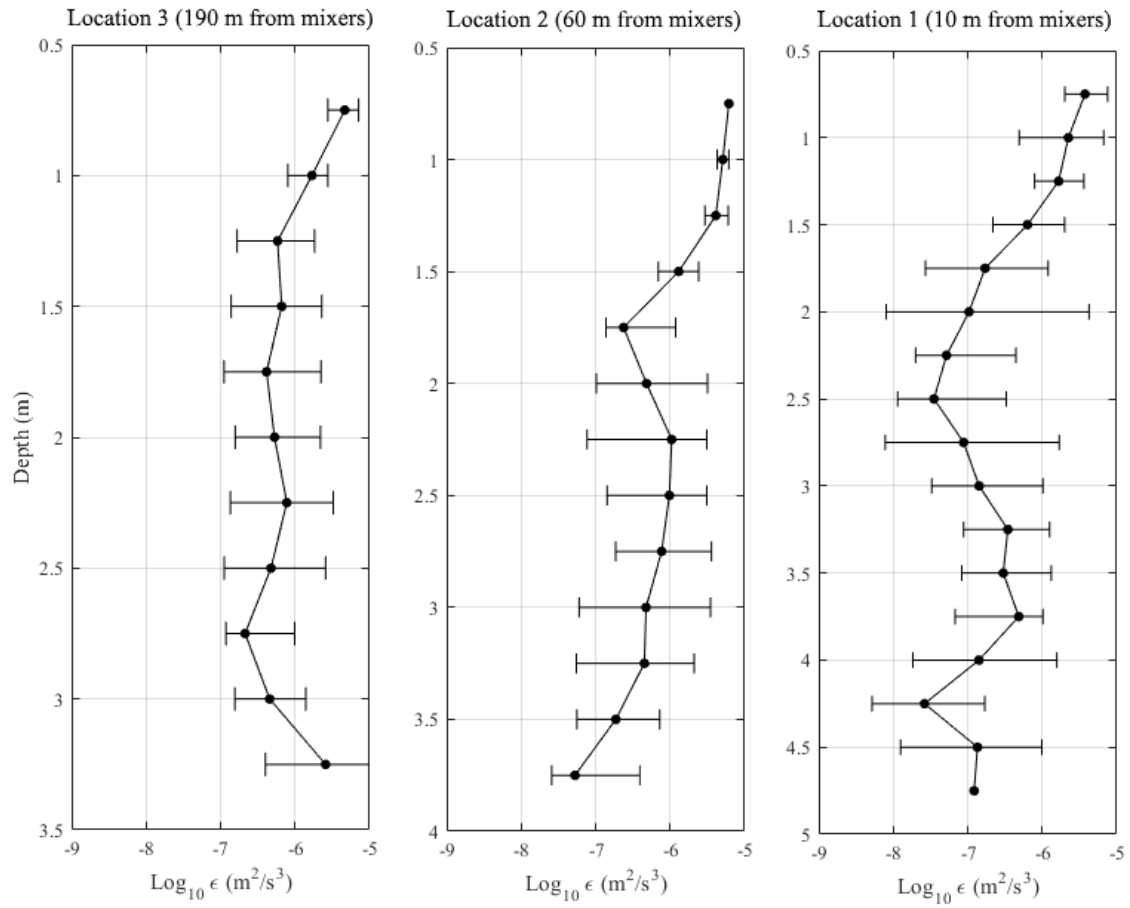 Location 3 (190 m from mixers)
0.5
1
1.5
2
2.5
3
3.5
Depth (m)
-9 -8 -7 -6 -5
Log10 ϵ (m²/s³)
Location 2 (60 m from mixers)
0.5
1
1.5
2
2.5
3
3.5
4
-9 -8 -7 -6 -5
Log10 ϵ (m²/s³)
Location 1 (10 m from mixers)
0.5
1
1.5
2
2.5
3
3.5
4
4.5
5
-9 -8 -7 -6 -5
Log10 ϵ (m²/s³)